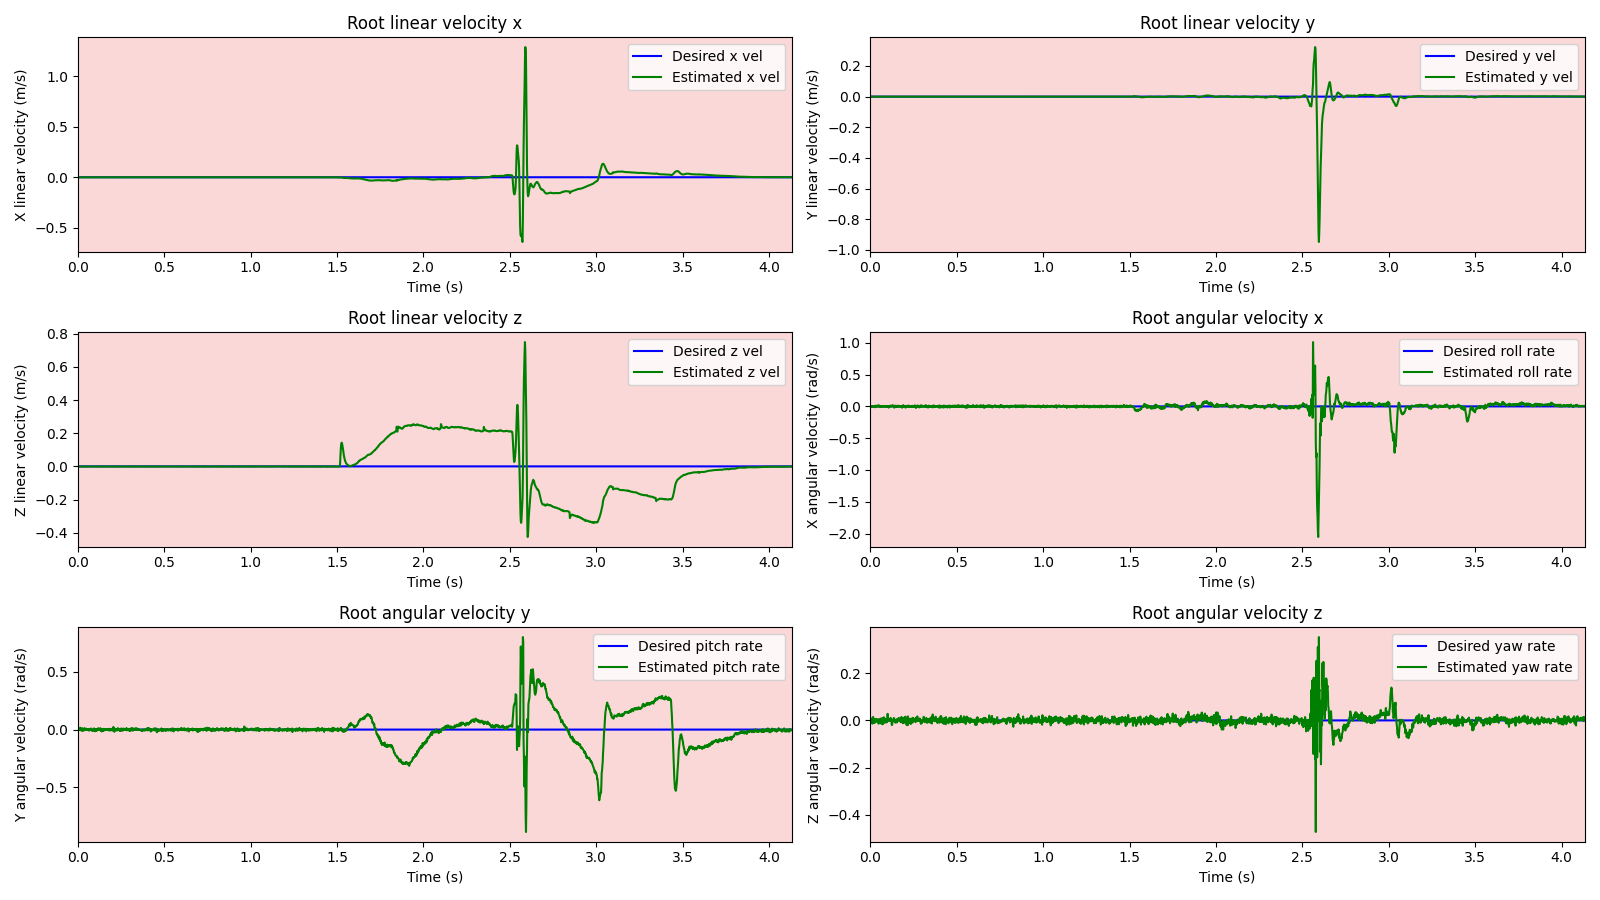 Root linear velocity x
X linear velocity (m/s)
1.0
0.5
0.0
−0.5
Desired x vel
Estimated x vel
0.0 0.5 1.0 1.5 2.0 2.5 3.0 3.5 4.0
Time (s)
Root linear velocity y
Y linear velocity (m/s)
0.2
0.0
−0.2
−0.4
−0.6
−0.8
−1.0
Desired y vel
Estimated y vel
0.0 0.5 1.0 1.5 2.0 2.5 3.0 3.5 4.0
Time (s)
Root linear velocity z
Z linear velocity (m/s)
0.8
0.6
0.4
0.2
0.0
−0.2
−0.4
Desired z vel
Estimated z vel
0.0 0.5 1.0 1.5 2.0 2.5 3.0 3.5 4.0
Time (s)
Root angular velocity x
X angular velocity (rad/s)
1.0
0.5
0.0
−0.5
−1.0
−1.5
−2.0
Desired roll rate
Estimated roll rate
0.0 0.5 1.0 1.5 2.0 2.5 3.0 3.5 4.0
Time (s)
Root angular velocity y
Y angular velocity (rad/s)
0.5
0.0
−0.5
Desired pitch rate
Estimated pitch rate
0.0 0.5 1.0 1.5 2.0 2.5 3.0 3.5 4.0
Time (s)
Root angular velocity z
Z angular velocity (rad/s)
0.2
0.0
−0.2
−0.4
Desired yaw rate
Estimated yaw rate
0.0 0.5 1.0 1.5 2.0 2.5 3.0 3.5 4.0
Time (s)